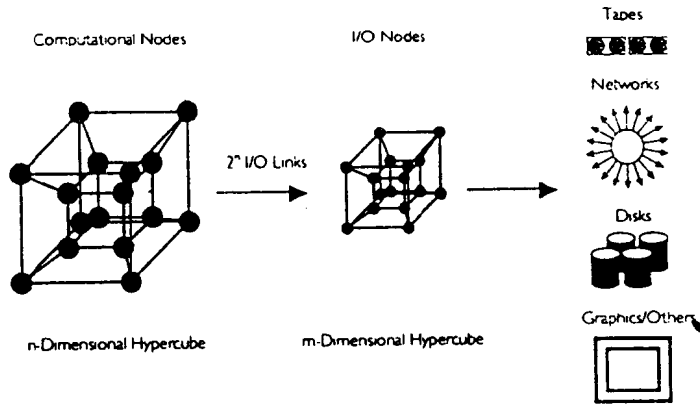 Computational Nodes
I/O Nodes
Tapes
Networks
2ⁿ I/O Links
Disks
Graphics/Others
n-Dimensional Hypercube
m-Dimensional Hypercube